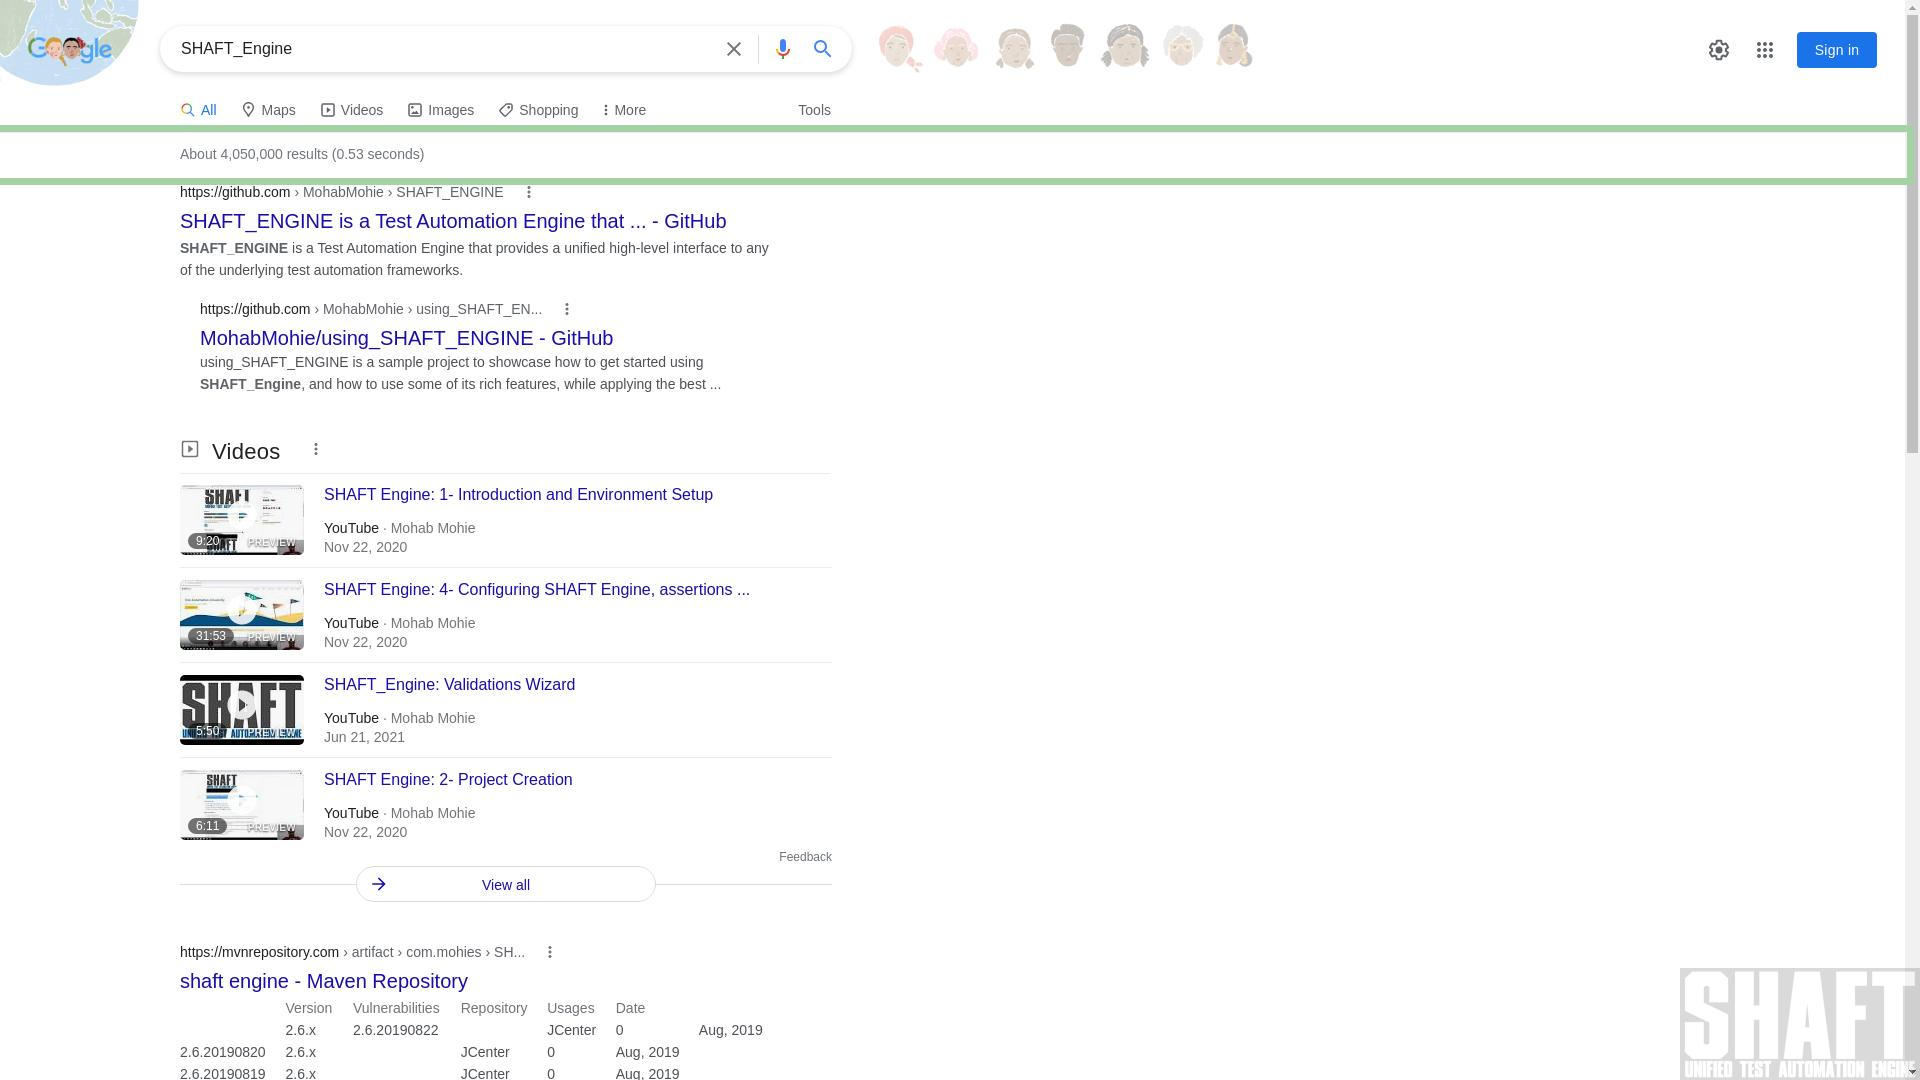 Google
SHAFT_Engine
Sign in
All
Maps
Videos
Images
Shopping
More
Tools
About 4,050,000 results (0.53 seconds)
https://github.com › MohabMohie › SHAFT_ENGINE
SHAFT_ENGINE is a Test Automation Engine that ... - GitHub
SHAFT_ENGINE is a Test Automation Engine that provides a unified high-level interface to any
of the underlying test automation frameworks.
https://github.com › MohabMohie › using_SHAFT_EN...
MohabMohie/using_SHAFT_ENGINE - GitHub
using_SHAFT_ENGINE is a sample project to showcase how to get started using
SHAFT_Engine, and how to use some of its rich features, while applying the best ...
Videos
SHAFT
9:20 PREVIEW
SHAFT Engine: 1- Introduction and Environment Setup
YouTube · Mohab Mohie
Nov 22, 2020
31:53 PREVIEW
SHAFT Engine: 4- Configuring SHAFT Engine, assertions ...
YouTube · Mohab Mohie
Nov 22, 2020
SHAFT
5:50 PREVIEW
UNIFIED TEST AUTOMATION ENGINE
SHAFT_Engine: Validations Wizard
YouTube · Mohab Mohie
Jun 21, 2021
SHAFT
6:11 PREVIEW
SHAFT Engine: 2- Project Creation
YouTube · Mohab Mohie
Nov 22, 2020
Feedback
View all
https://mvnrepository.com › artifact › com.mohies › SH...
shaft engine - Maven Repository
Version Vulnerabilities Repository Usages Date
2.6.x 2.6.20190822 JCenter 0 Aug, 2019
2.6.20190820 2.6.x JCenter 0 Aug, 2019
2.6.20190819 2.6.x JCenter 0 Aug, 2019
SHAFT
UNIFIED TEST AUTOMATION ENGINE